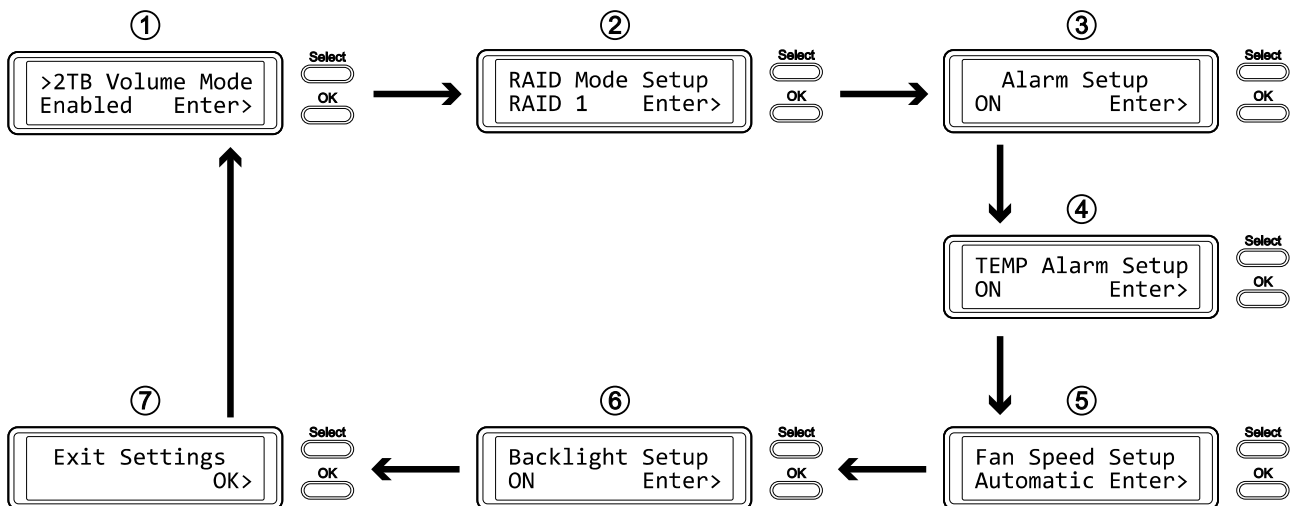 ①
>2TB Volume Mode
Enabled Enter>
Select
OK
②
RAID Mode Setup
RAID 1 Enter>
Select
OK
③
Alarm Setup
ON Enter>
Select
OK
④
TEMP Alarm Setup
ON Enter>
Select
OK
⑦
Exit Settings
OK>
Select
OK
⑥
Backlight Setup
ON Enter>
Select
OK
⑤
Fan Speed Setup
Automatic Enter>
Select
OK